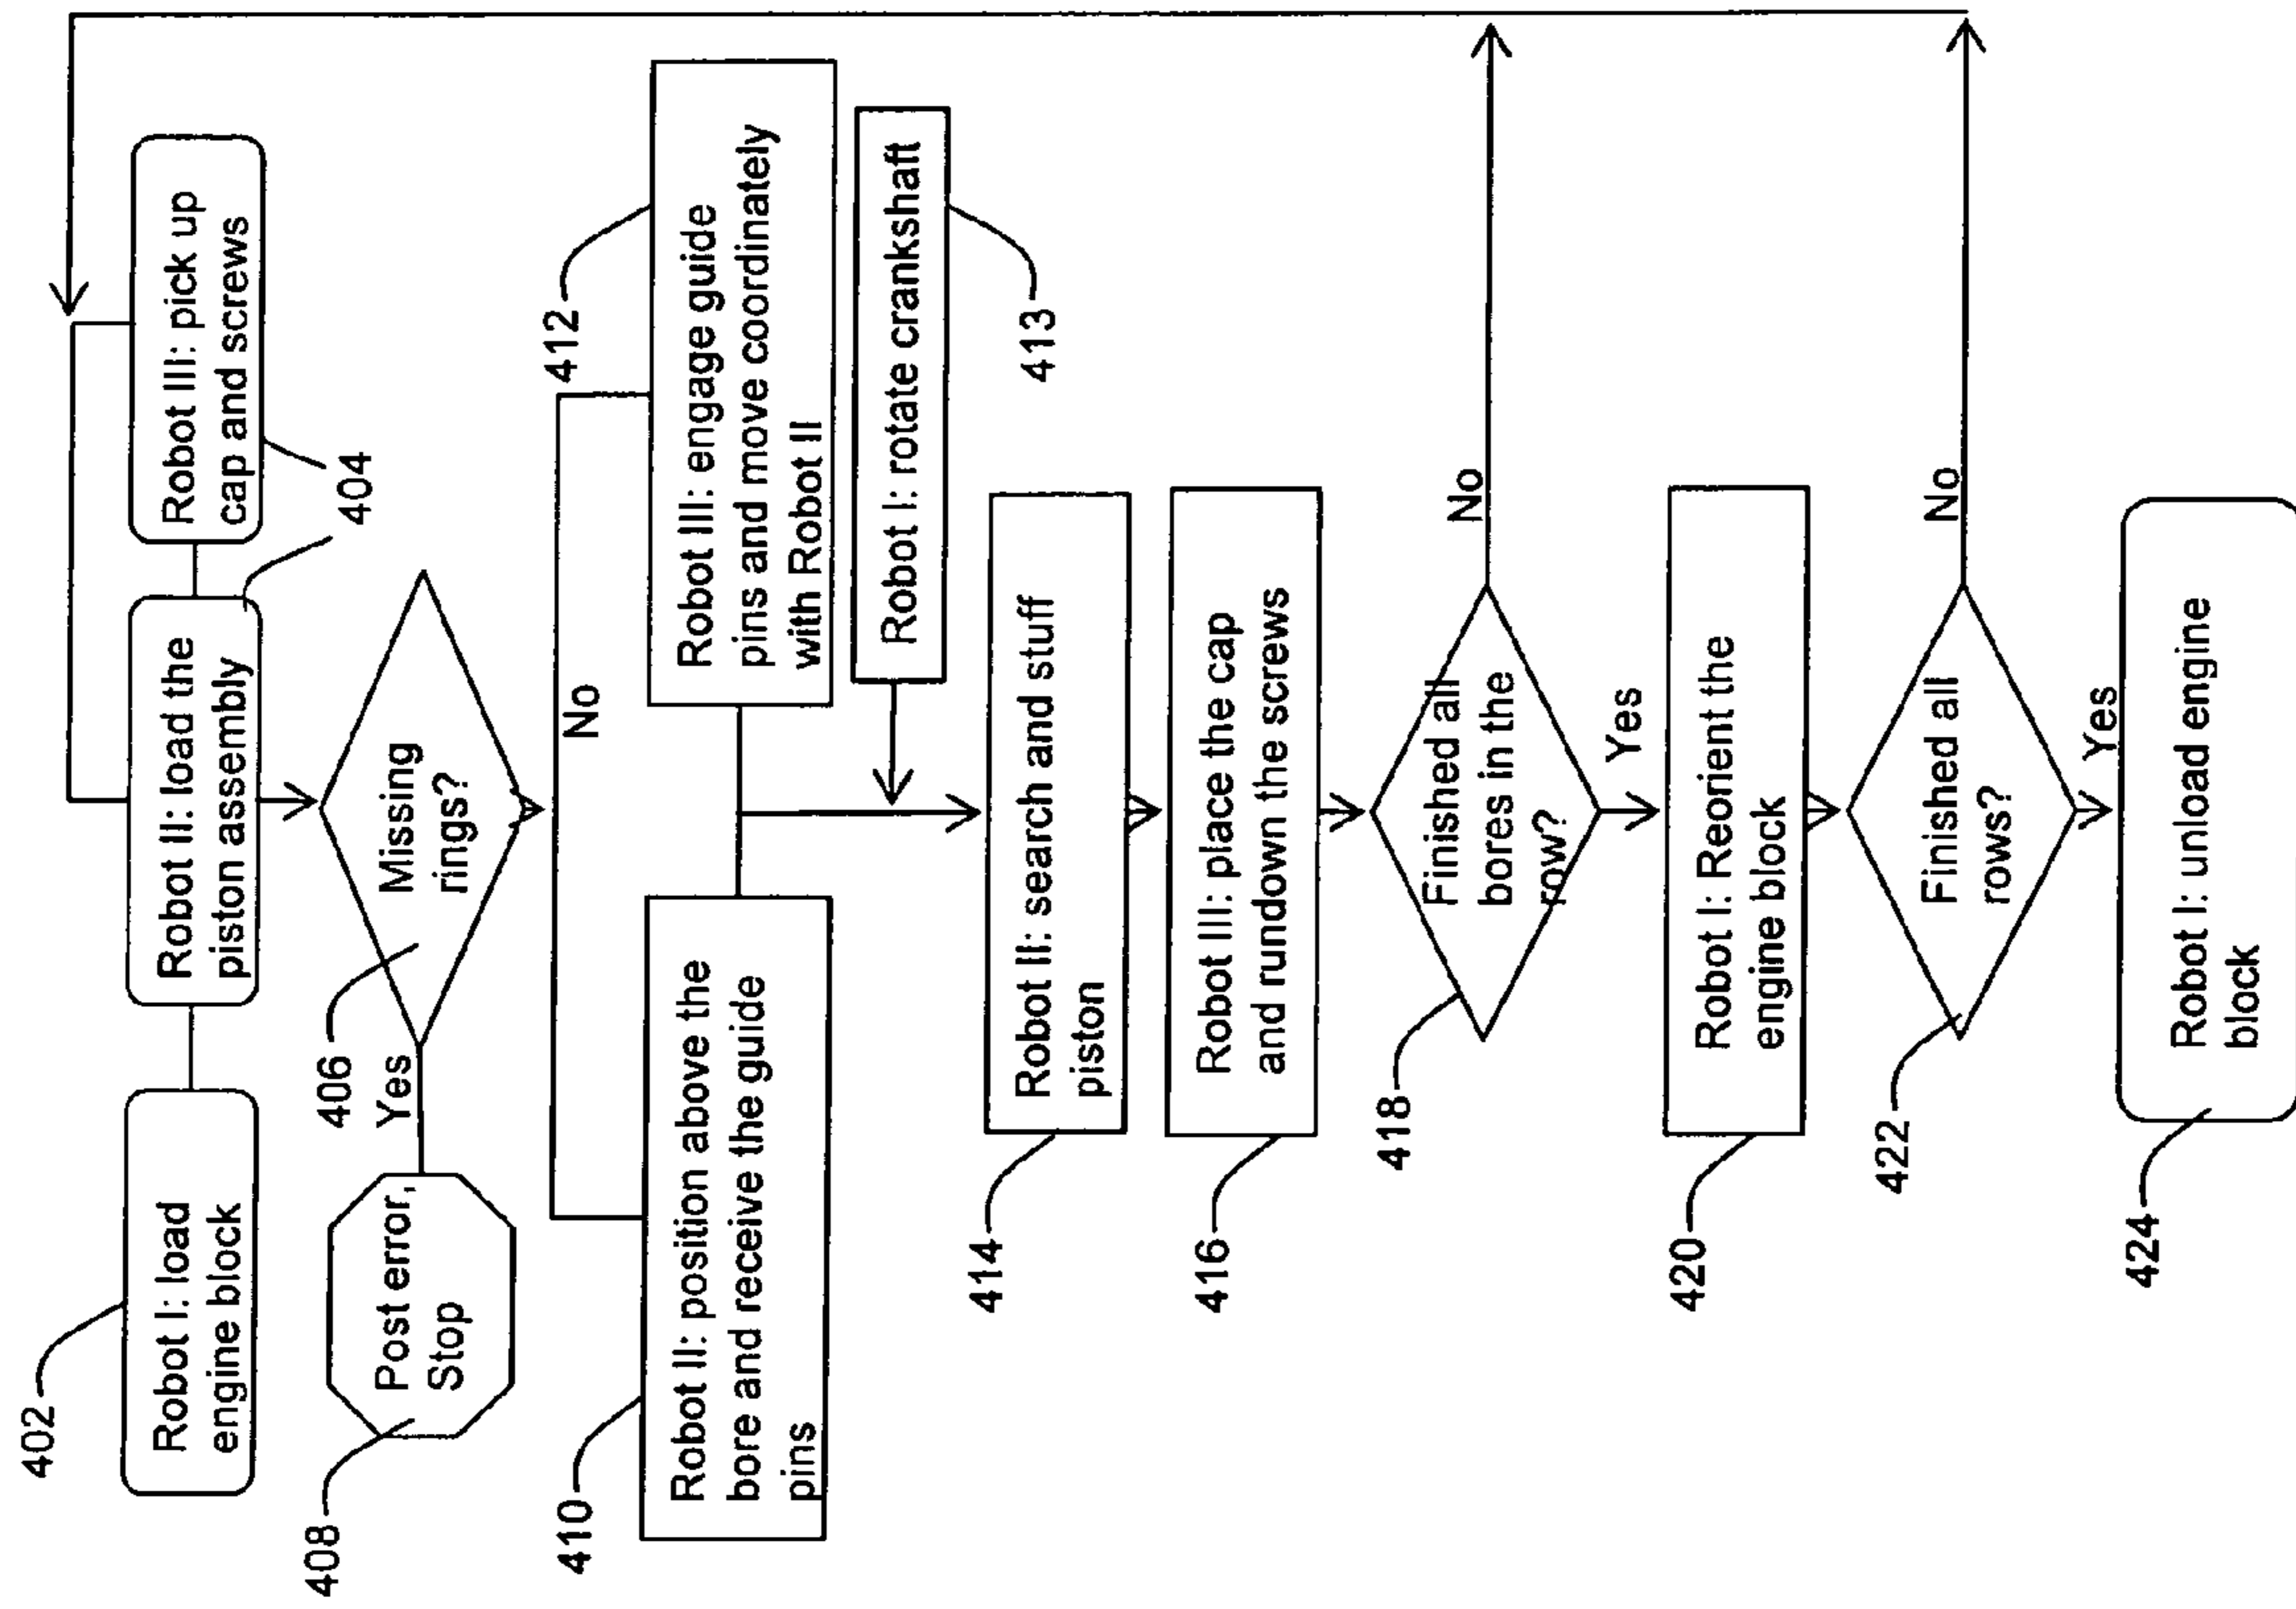 402
Robot I: load
engine block
Robot II: load the
piston assembly
Robot III: pick up
cap and screws
404
406
Missing
rings?
Yes
Post error,
Stop
408
No
410
Robot II: position above the
bore and receive the guide
pins
412
Robot III: engage guide
pins and move coordinately
with Robot II
Robot I: rotate crankshaft
413
414
Robot II: search and stuff
piston
416
Robot III: place the cap
and rundown the screws
418
Finished all
bores in the
row?
No
Yes
420
Robot I: Reorient the
engine block
422
Finished all
rows?
No
Yes
424
Robot I: unload engine
block